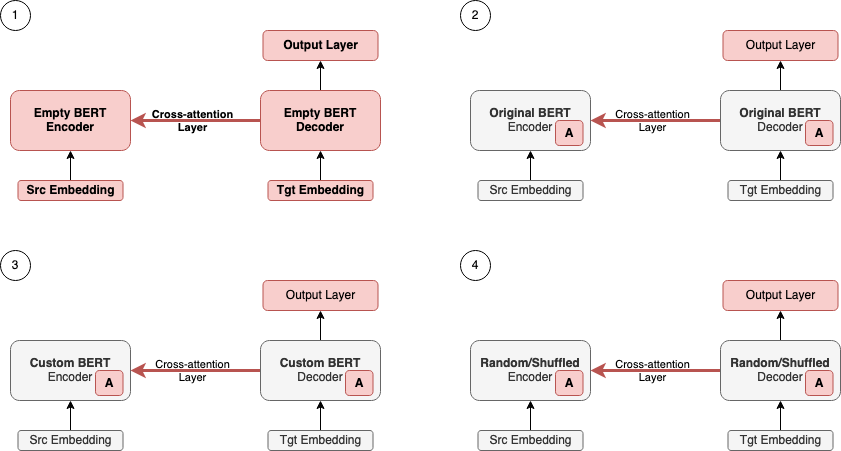 1
Output Layer
Empty BERT
Encoder
Cross-attention
Layer
Empty BERT
Decoder
Src Embedding
Tgt Embedding
2
Output Layer
Original BERT
Encoder
A
Cross-attention
Layer
Original BERT
Decoder
A
Src Embedding
Tgt Embedding
3
Output Layer
Custom BERT
Encoder
A
Cross-attention
Layer
Custom BERT
Decoder
A
Src Embedding
Tgt Embedding
4
Output Layer
Random/Shuffled
Encoder
A
Cross-attention
Layer
Random/Shuffled
Decoder
A
Src Embedding
Tgt Embedding